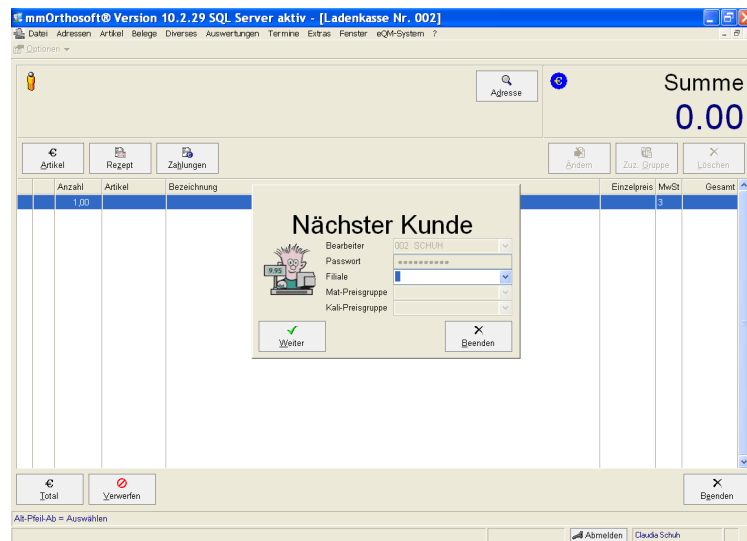 mmOrthosoft® Version 10.2.29 SQL Server aktiv - [Ladenkasse Nr. 002]
Datei Adressen Artikel Belege Diverses Auswertungen Termine Extras Fenster eQM-System ?
Optionen
Adresse
€
Summe
0.00
€
Artikel
Rezept
Zahlungen
Ändern
Zuz. Gruppe
Löschen
Anzahl Artikel Bezeichnung Einzelpreis MwSt Gesamt
1,00 3
Nächster Kunde
9.95
Bearbeiter 002 SCHUH
Passwort **********
Filiale
Mat-Preisgruppe
Kali-Preisgruppe
Weiter
Beenden
€
Total
Verwerfen
Beenden
Alt-Pfeil-Ab = Auswählen
Abmelden Claudia Schuh